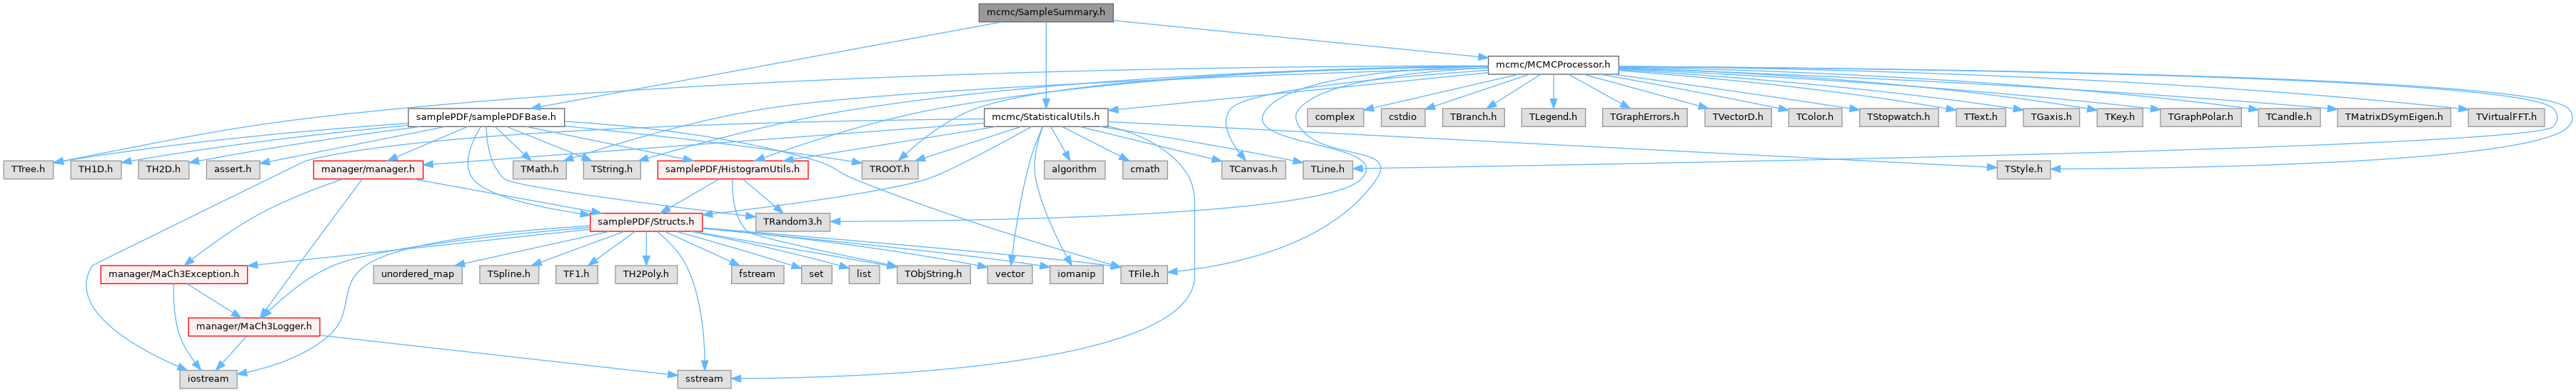 mcmc/SampleSummary.h
mcmc/MCMCProcessor.h
samplePDF/samplePDFBase.h
mcmc/StatisticalUtils.h
complex
cstdio
TBranch.h
TLegend.h
TGraphErrors.h
TVectorD.h
TColor.h
TStopwatch.h
TText.h
TGaxis.h
TKey.h
TGraphPolar.h
TCandle.h
TMatrixDSymEigen.h
TVirtualFFT.h
TTree.h
TH1D.h
TH2D.h
assert.h
manager/manager.h
TMath.h
TString.h
samplePDF/HistogramUtils.h
TROOT.h
algorithm
cmath
TCanvas.h
TLine.h
TStyle.h
samplePDF/Structs.h
TRandom3.h
manager/MaCh3Exception.h
unordered_map
TSpline.h
TF1.h
TH2Poly.h
fstream
set
list
TObjString.h
vector
iomanip
TFile.h
manager/MaCh3Logger.h
iostream
sstream